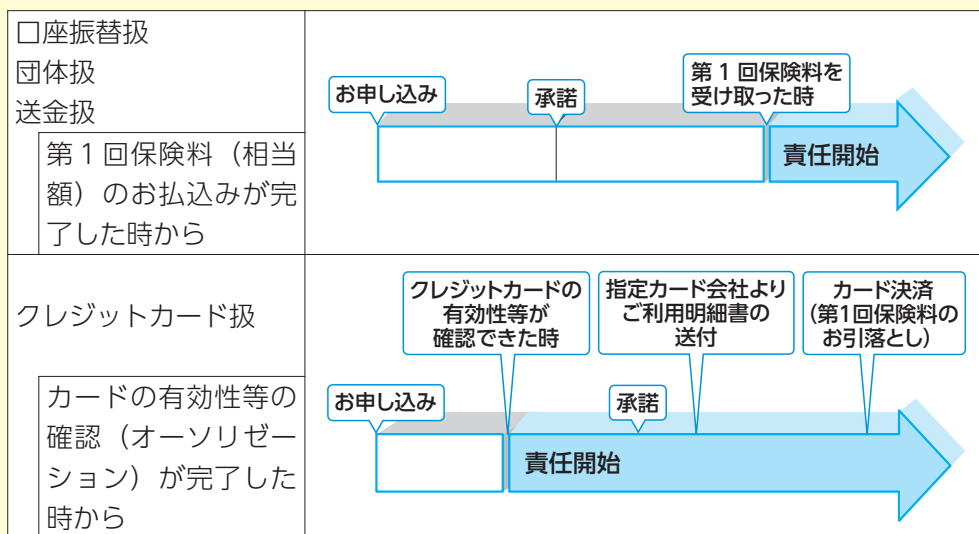 口座振替扱
団体扱
送金扱
第1回保険料（相当
額）のお払込みが完
了した時から
お申し込み
承諾
第1回保険料を
受け取った時
責任開始
クレジットカード扱
カードの有効性等の
確認（オーソリゼー
ション）が完了した
時から
お申し込み
クレジットカードの
有効性等が
確認できた時
承諾
指定カード会社より
ご利用明細書の
送付
カード決済
（第1回保険料の
お引落とし）
責任開始